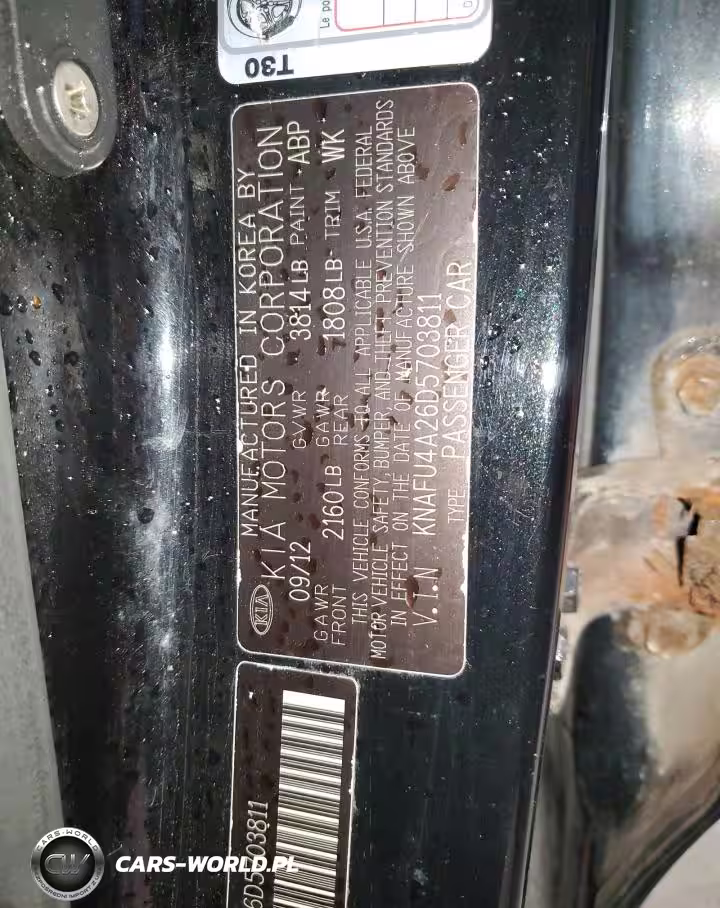 T30
MANUFACTURED IN KOREA BY
KIA MOTORS CORPORATION
09/12 GVWR 3814LB PAINT ABP
GAWR FRONT 2160LB GAWR REAR 1808LB TRIM WK
THIS VEHICLE CONFORMS TO ALL APPLICABLE U.S.A. FEDERAL
MOTOR VEHICLE SAFETY, BUMPER, AND THEFT PREVENTION STANDARDS
IN EFFECT ON THE DATE OF MANUFACTURE SHOWN ABOVE
V.I.N KNAFU4A26D5703811
TYPE: PASSENGER CAR
KIA
6D5703811
CW
CARS-WORLD.PL